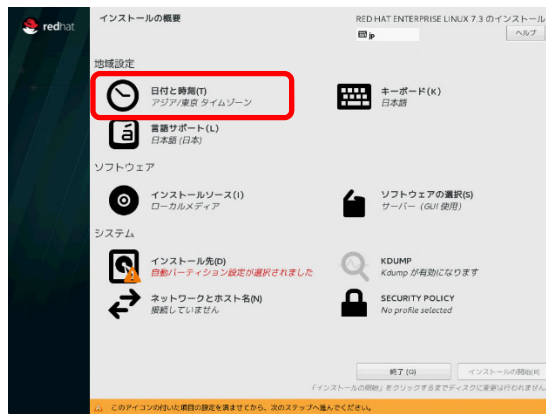 redhat
インストールの概要
RED HAT ENTERPRISE LINUX 7.3 のインストール
jp
ヘルプ
地域設定
日付と時刻(T)
アジア/東京 タイムゾーン
キーボード(K)
日本語
言語サポート(L)
日本語 (日本)
ソフトウェア
インストールソース(I)
ローカルメディア
ソフトウェアの選択(S)
サーバー（GUI 使用）
システム
インストール先(D)
自動パーティション設定が選択されました
KDUMP
Kdump が有効になります
ネットワークとホスト名(N)
接続していません
SECURITY POLICY
No profile selected
終了 (Q)
インストールの開始(B)
「インストールの開始」をクリックするまでディスクに変更は行われません。
このアイコンの付いた項目の設定を満ませてから、次のステップへ進んでください。